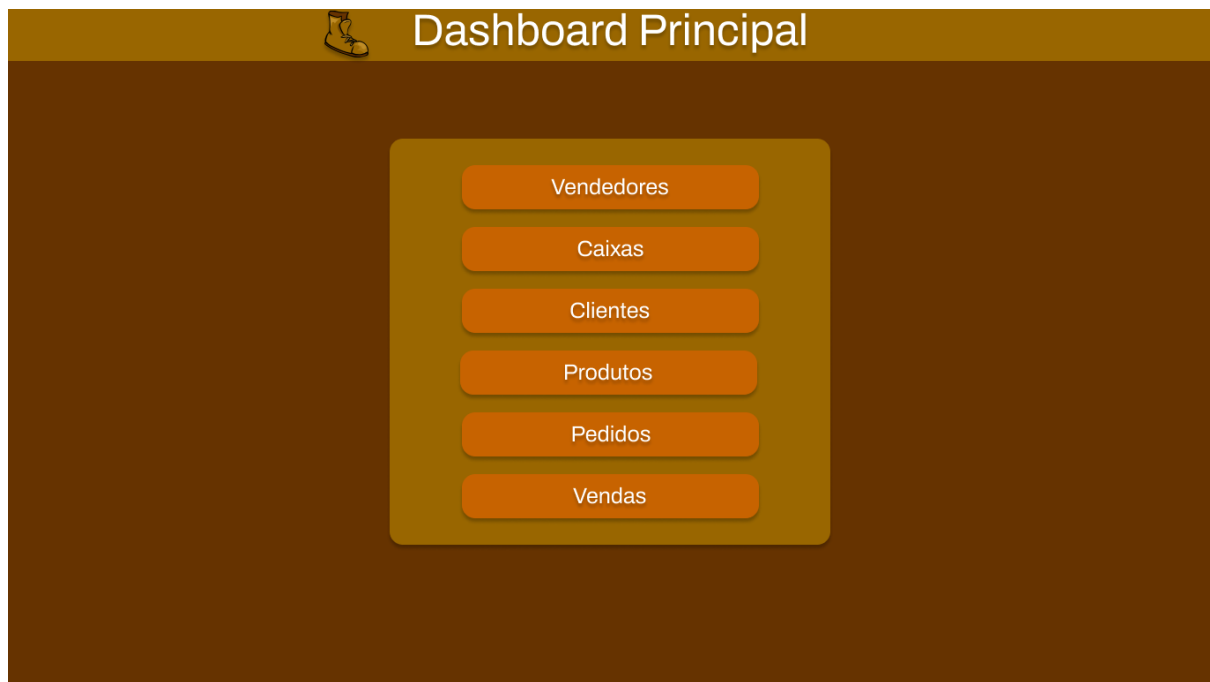 Dashboard Principal
Vendedores
Caixas
Clientes
Produtos
Pedidos
Vendas